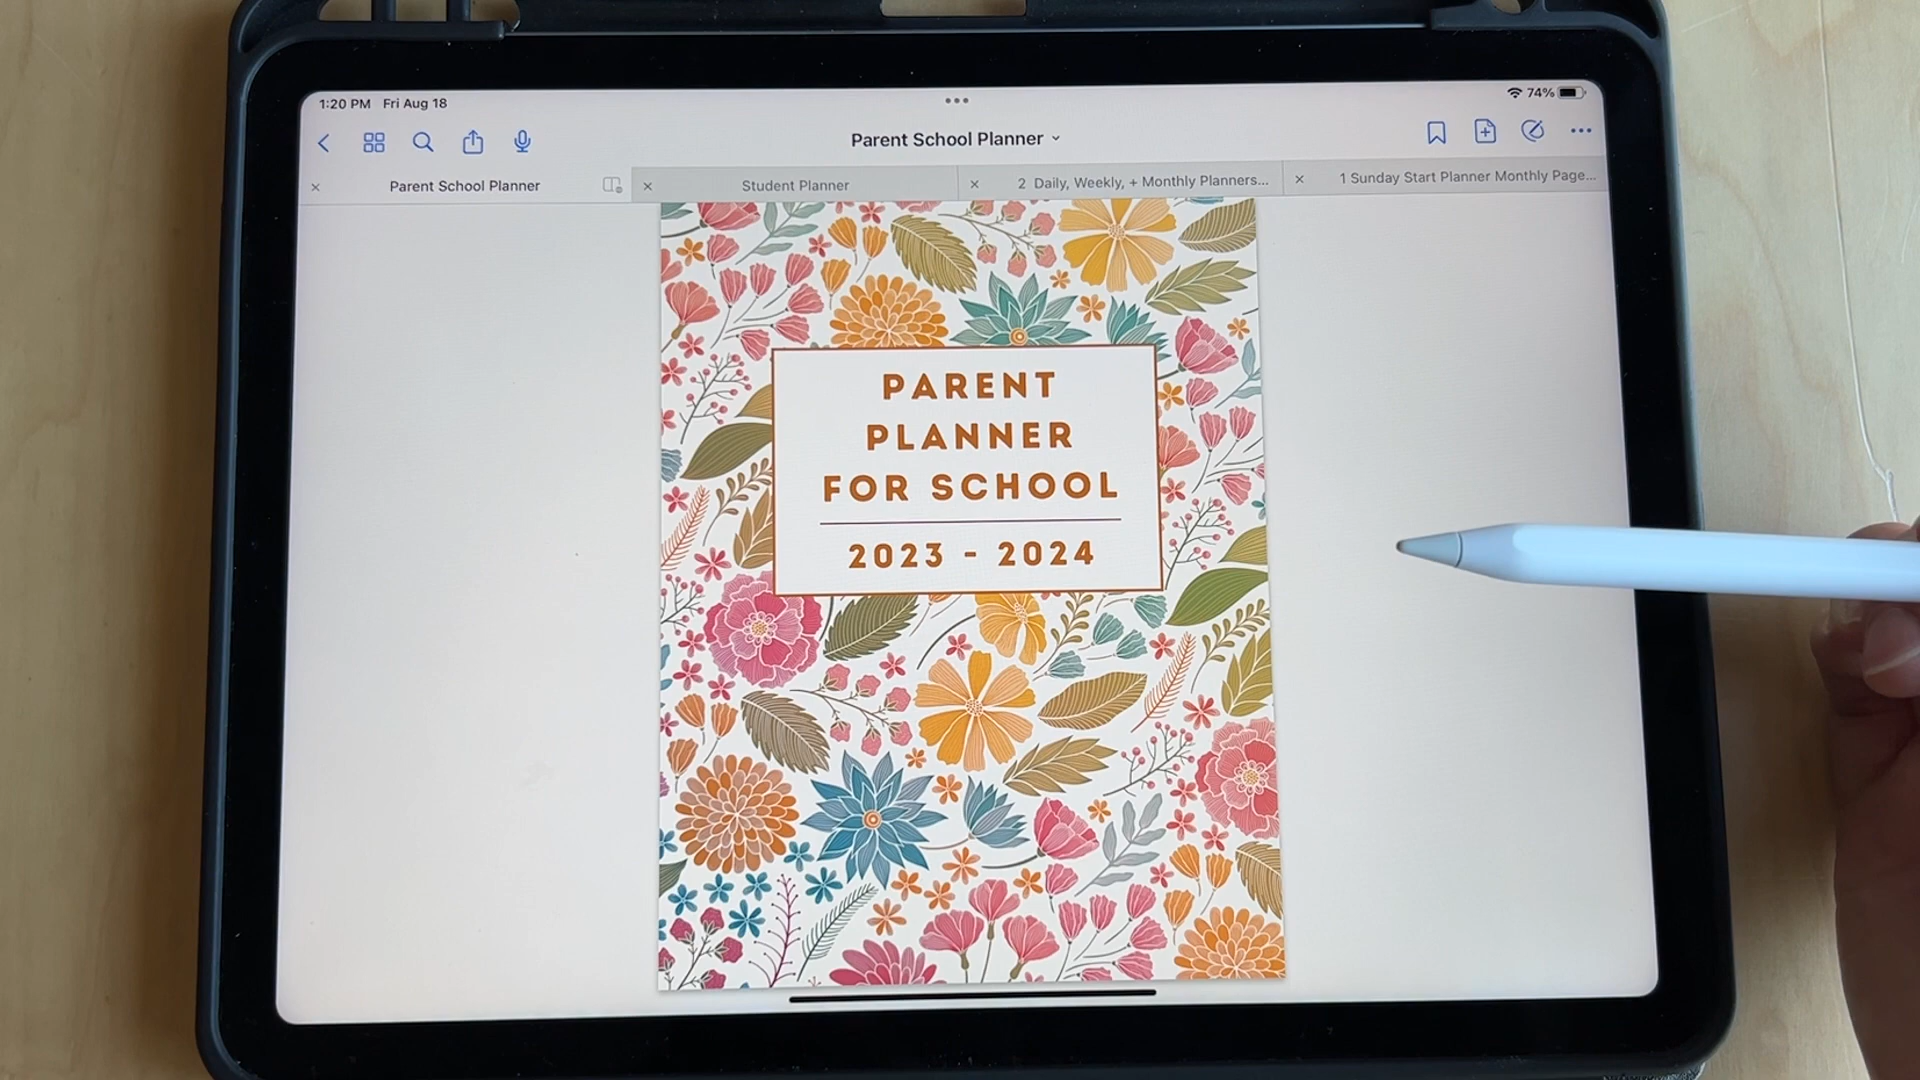 1:20 PM Fri Aug 18
74%
Parent School Planner
Parent School Planner
Student Planner
2 Daily, Weekly, + Monthly Planners...
1 Sunday Start Planner Monthly Page...
PARENT
PLANNER
FOR SCHOOL
2023 - 2024